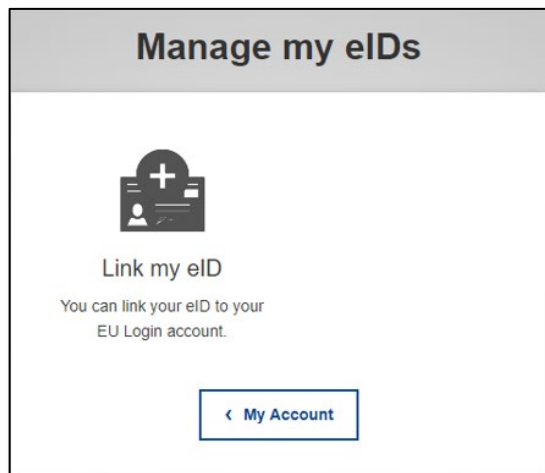 Manage my eIDs
Link my eID
You can link your eID to your
EU Login account.
‹ My Account